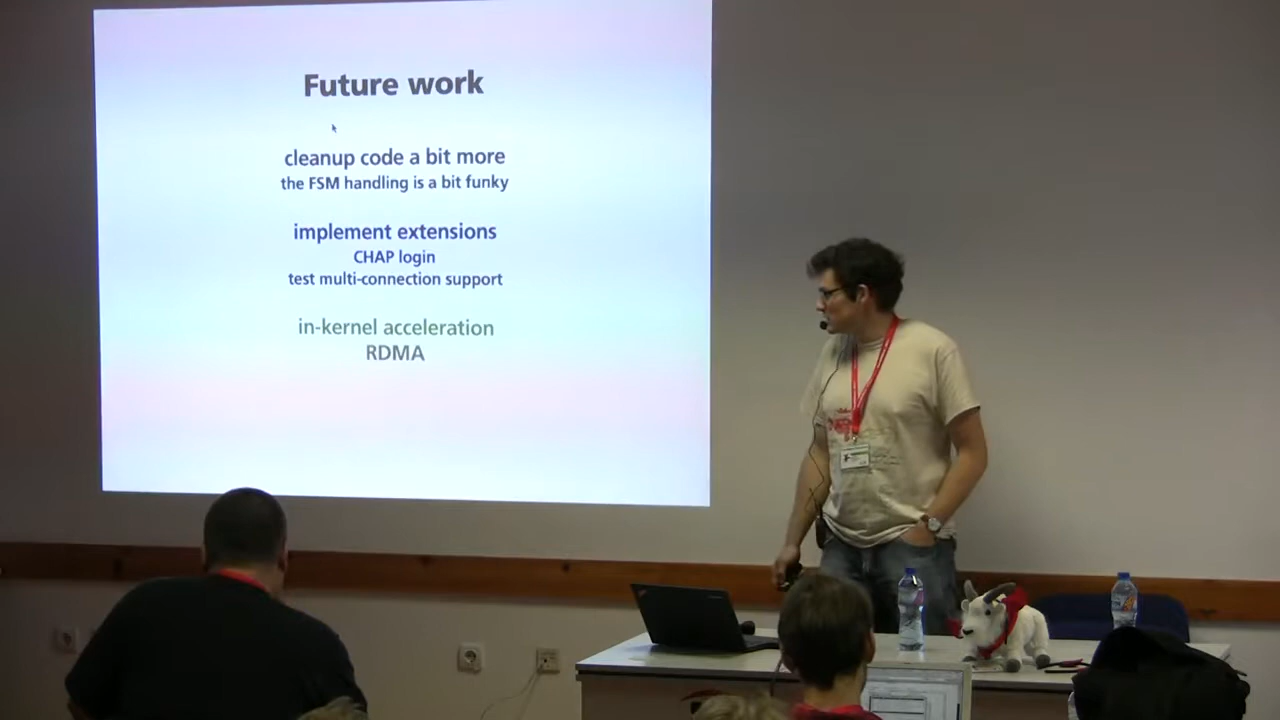 Future work
cleanup code a bit more
the FSM handling is a bit funky
implement extensions
CHAP login
test multi-connection support
in-kernel acceleration
RDMA